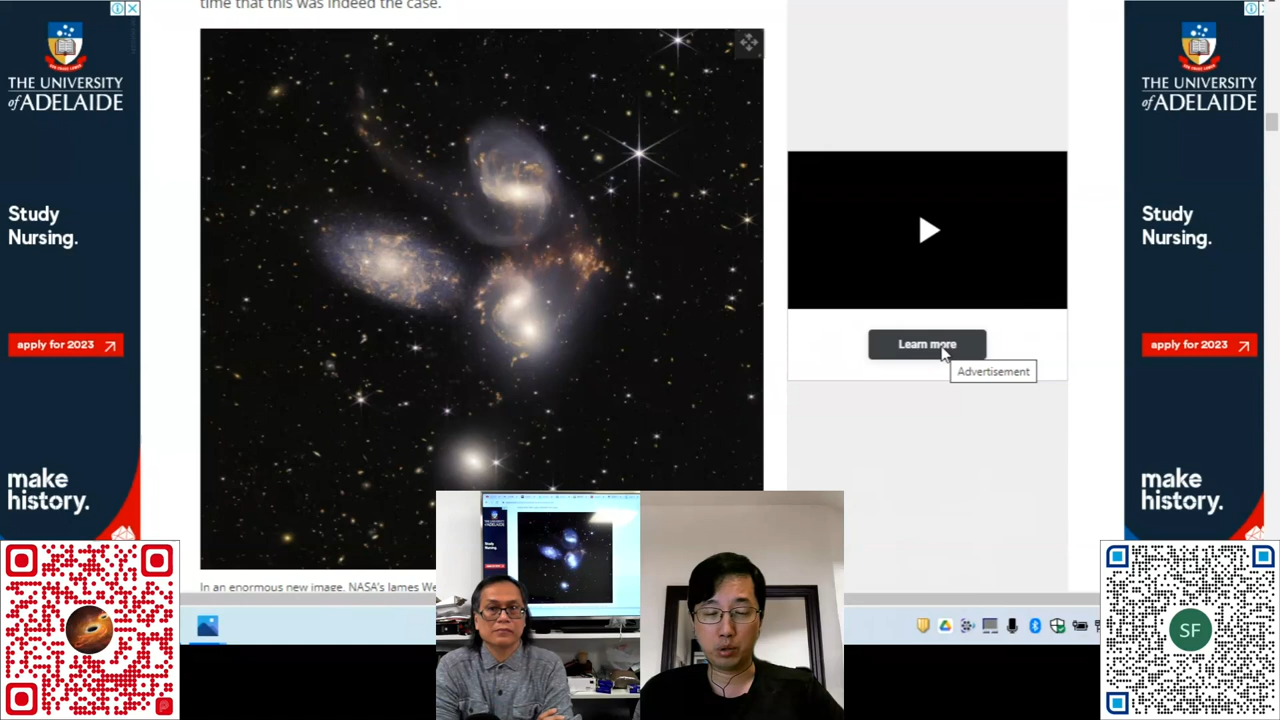 time that this was indeed the case.
THE UNIVERSITY
of ADELAIDE
Study
Nursing.
apply for 2023
make
history.
Learn more
Advertisement
THE UNIVERSITY
of ADELAIDE
Study
Nursing.
apply for 2023
make
history.
In an enormous new image, NASA's James We
SF